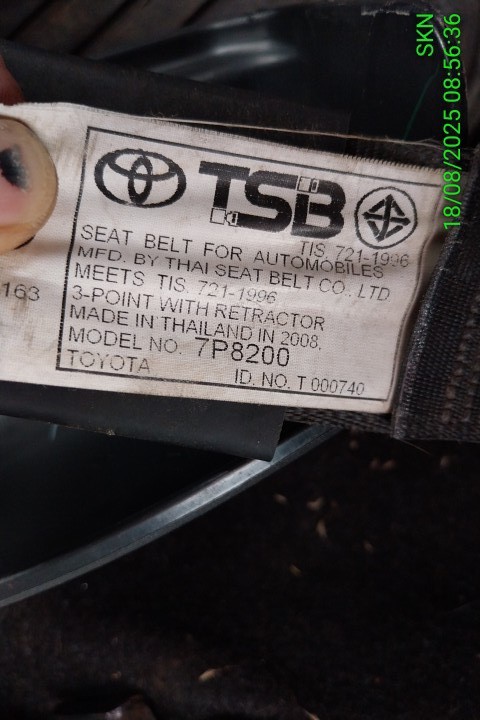 SKN
18/08/2025 08:56:36
TSB
TIS. 721-1996
SEAT BELT FOR AUTOMOBILES
MFD. BY THAI SEAT BELT CO., LTD.
MEETS TIS. 721-1996
3-POINT WITH RETRACTOR
MADE IN THAILAND IN 2008.
MODEL NO. 7P8200
TOYOTA ID. NO. T 000740
163